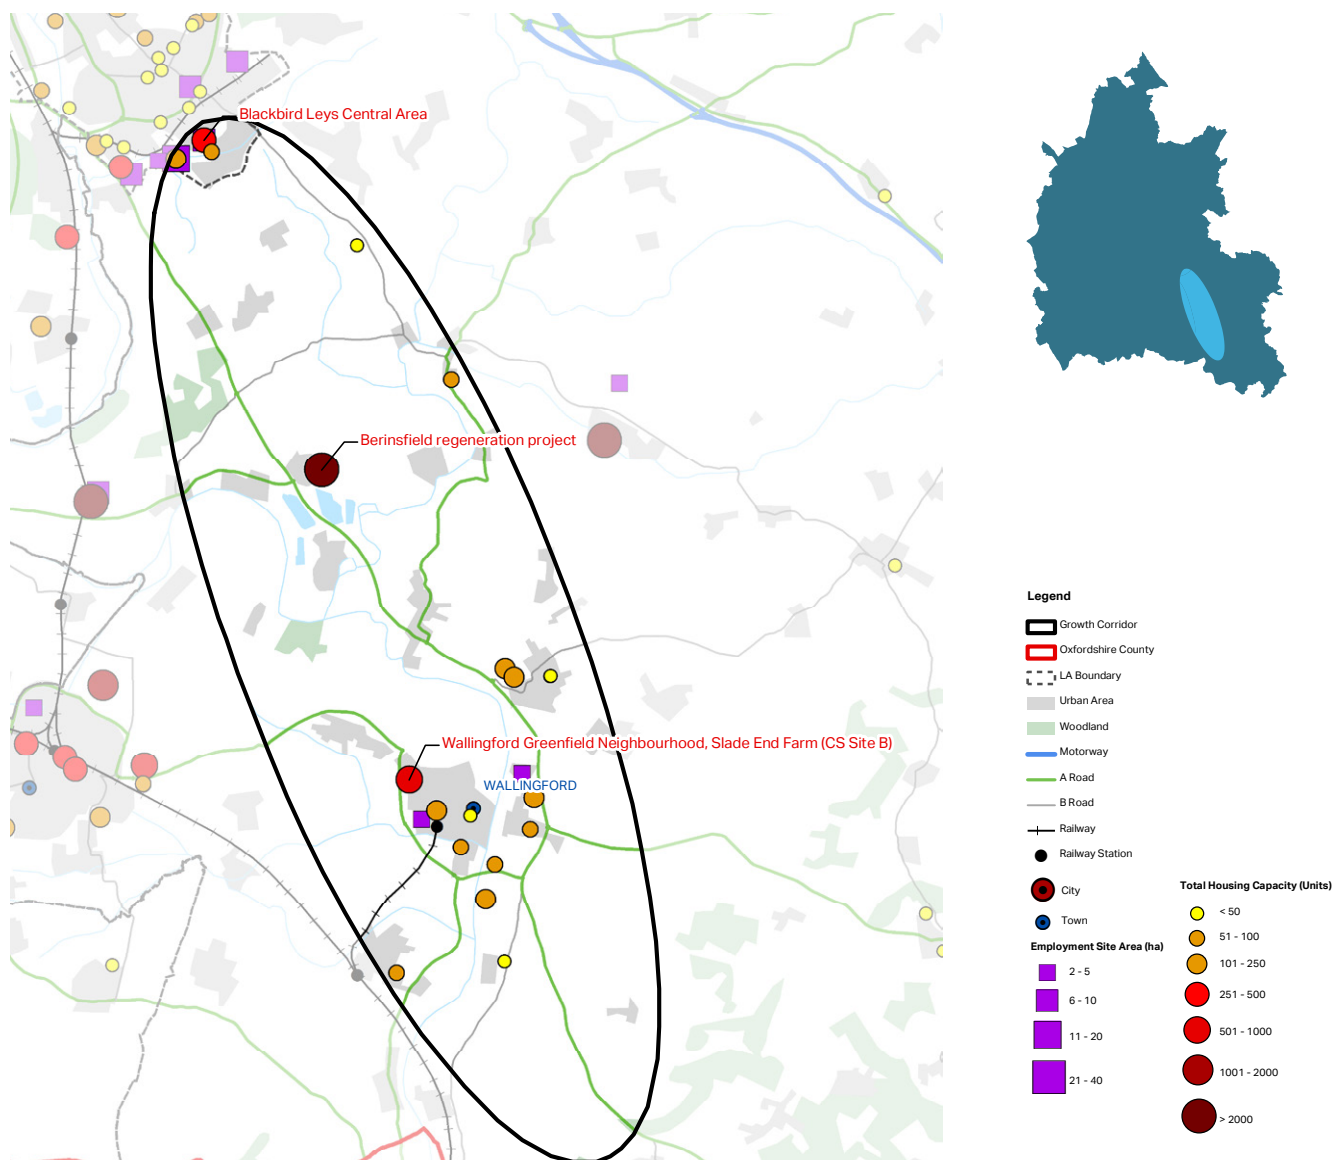 Blackbird Leys Central Area
Berinsfield regeneration project
Wallingford Greenfield Neighbourhood, Slade End Farm (CS Site B)
WALLINGFORD
Legend
Growth Corridor
Oxfordshire County
LA Boundary
Urban Area
Woodland
Motorway
A Road
B Road
Railway
Railway Station
City
Town
Employment Site Area (ha)
2 - 5
6 - 10
11 - 20
21 - 40
Total Housing Capacity (Units)
< 50
51 - 100
101 - 250
251 - 500
501 - 1000
1001 - 2000
> 2000